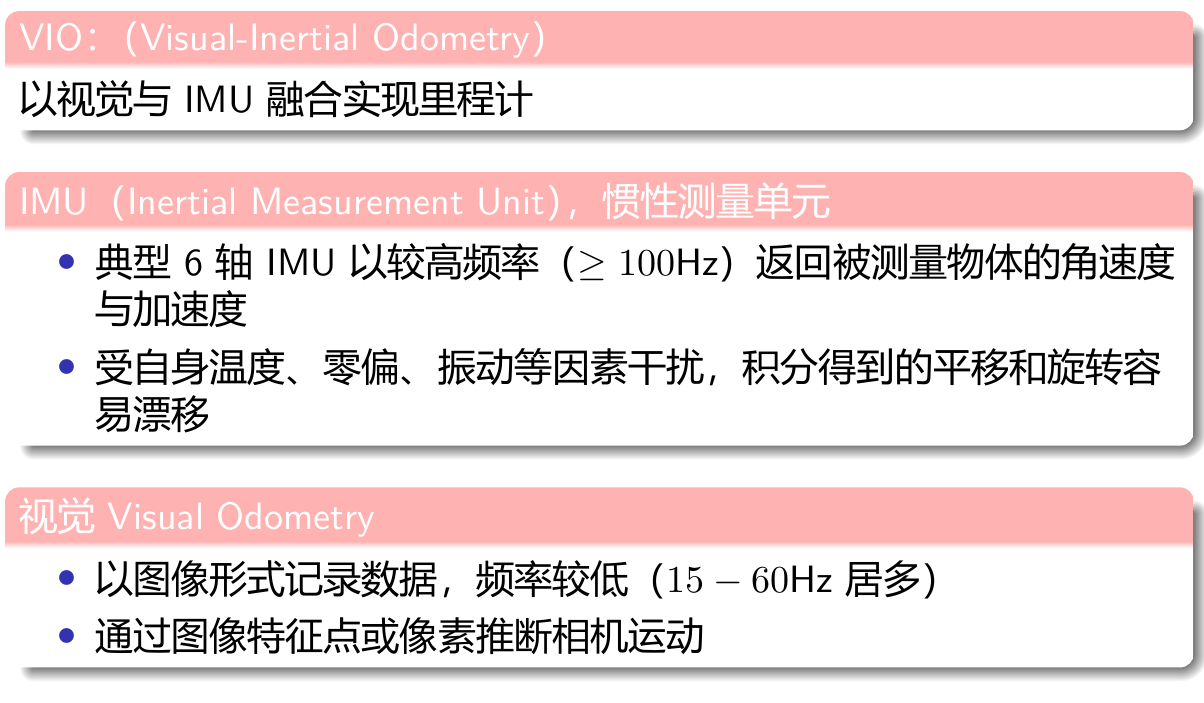 VIO：（Visual-Inertial Odometry）
以视觉与 IMU 融合实现里程计
IMU（Inertial Measurement Unit），惯性测量单元
• 典型 6 轴 IMU 以较高频率（≥ 100Hz）返回被测量物体的角速度
与加速度
• 受自身温度、零偏、振动等因素干扰，积分得到的平移和旋转容
易漂移
视觉 Visual Odometry
• 以图像形式记录数据，频率较低（15 − 60Hz 居多）
• 通过图像特征点或像素推断相机运动